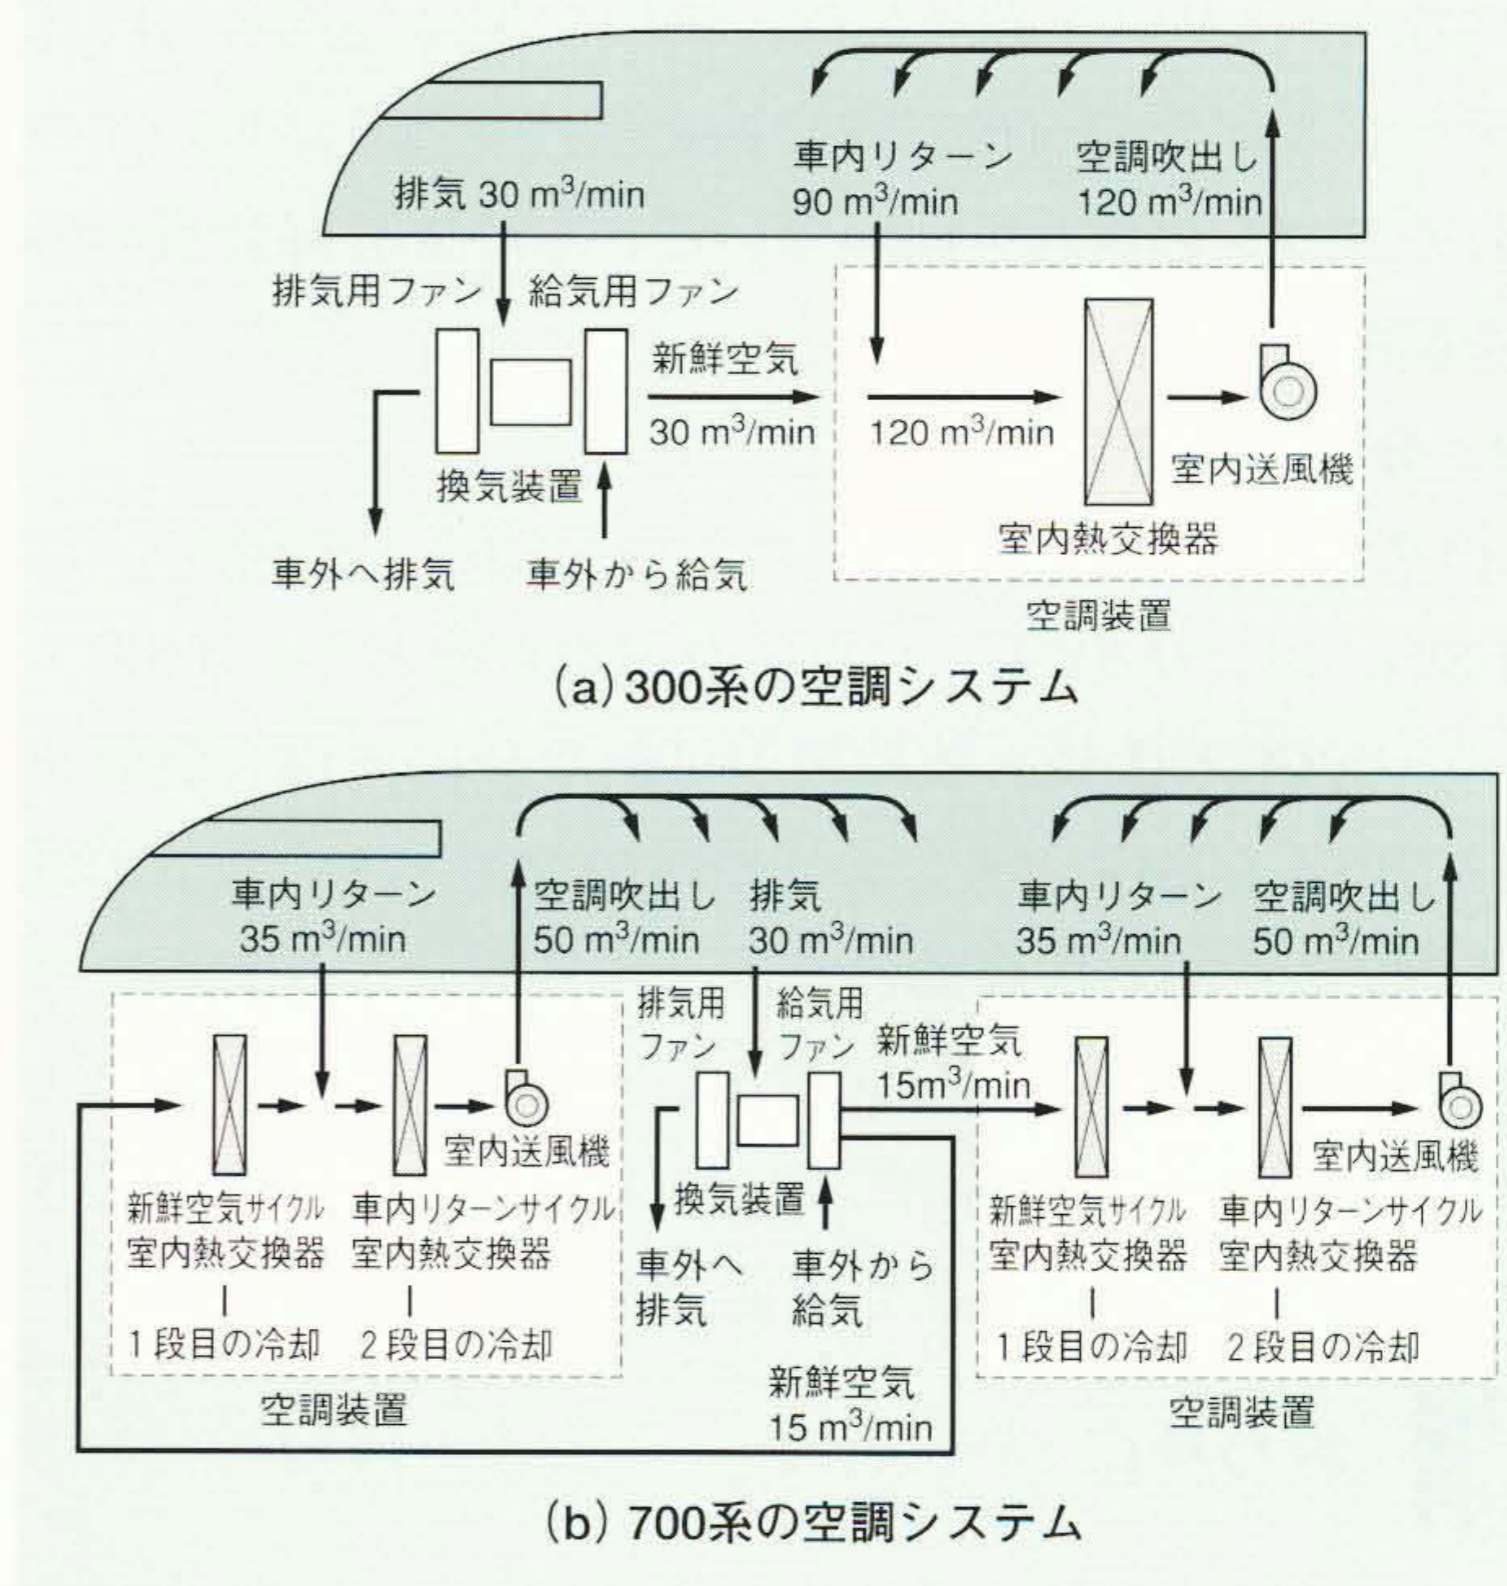 排気 30 m³/min
車内リターン
90 m³/min
空調吹出し
120 m³/min
排気用ファン
給気用ファン
新鮮空気
30 m³/min
120 m³/min
換気装置
室内送風機
室内熱交換器
車外へ排気
車外から給気
空調装置
(a)300系の空調システム
車内リターン
35 m³/min
空調吹出し
50 m³/min
排気
30 m³/min
車内リターン
35 m³/min
空調吹出し
50 m³/min
排気用
ファン
給気用
ファン
新鮮空気
15m³/min
室内送風機
新鮮空気サイクル
室内熱交換器
車内リターンサイクル
室内熱交換器
1段目の冷却
2段目の冷却
空調装置
換気装置
車外へ
排気
車外から
給気
新鮮空気
15 m³/min
室内送風機
新鮮空気サイクル
室内熱交換器
車内リターンサイクル
室内熱交換器
1段目の冷却
2段目の冷却
空調装置
(b) 700系の空調システム